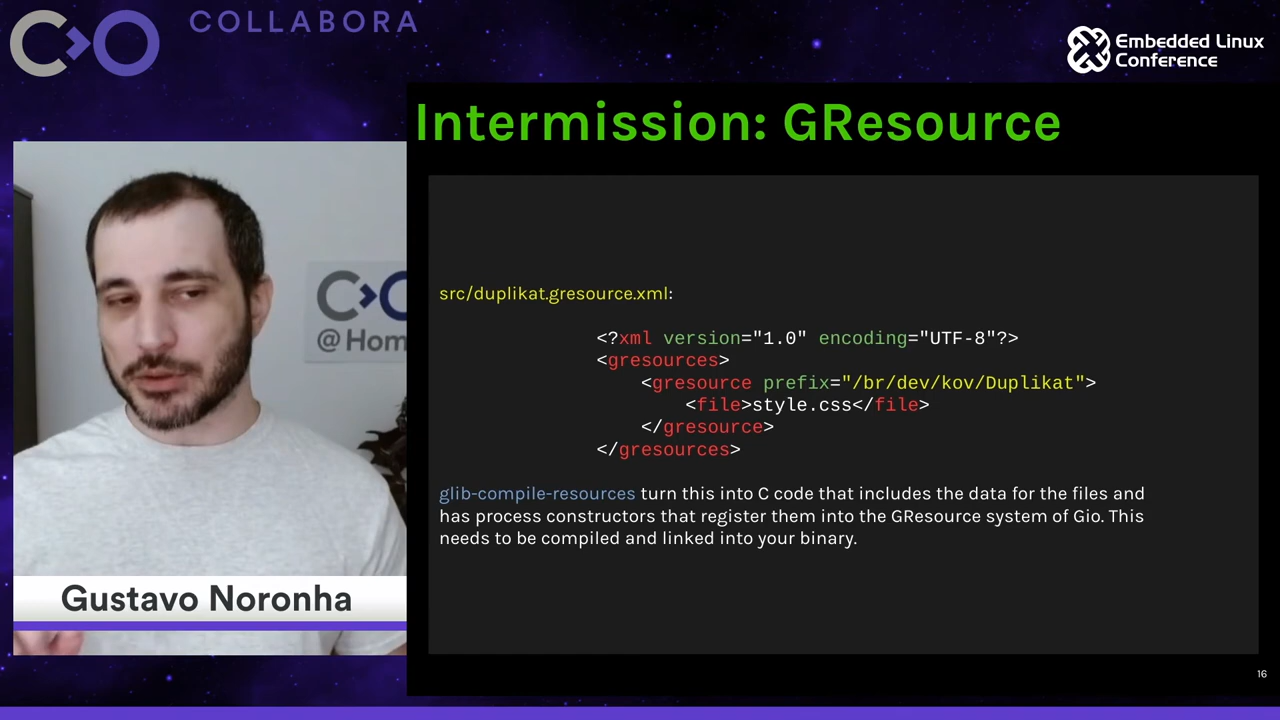 COLLABORA
Embedded Linux
Conference
Intermission: GResource
@ Hom
src/duplikat.gresource.xml:
<?xml version="1.0" encoding="UTF-8"?>
<gresources>
<gresource prefix="/br/dev/kov/Duplikat">
<file>style.css</file>
</gresource>
</gresources>
glib-compile-resources turn this into C code that includes the data for the files and
has process constructors that register them into the GResource system of Gio. This
needs to be compiled and linked into your binary.
Gustavo Noronha
16